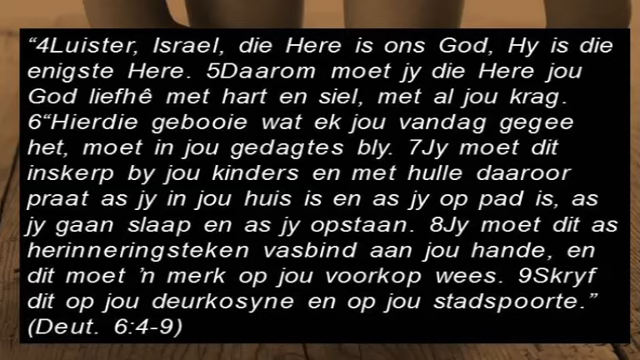 “4Luister, Israel, die Here is ons God, Hy is die
enigste Here. 5Daarom moet jy die Here jou
God liefhê met hart en siel, met al jou krag.
6“Hierdie gebooie wat ek jou vandag gegee
het, moet in jou gedagtes bly. 7Jy moet dit
inskerp by jou kinders en met hulle daaroor
praat as jy in jou huis is en as jy op pad is, as
jy gaan slaap en as jy opstaan. 8Jy moet dit as
herinneringsteken vasbind aan jou hande, en
dit moet ’n merk op jou voorkop wees. 9Skryf
dit op jou deurkosyne en op jou stadspoorte.”
(Deut. 6:4-9)